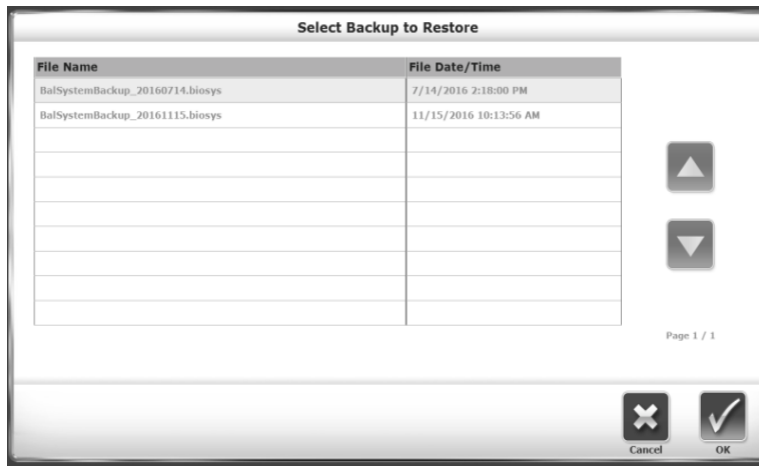 Select Backup to Restore
File Name File Date/Time
BalSystemBackup_20160714.biosys 7/14/2016 2:18:00 PM
BalSystemBackup_20161115.biosys 11/15/2016 10:13:56 AM
Page 1 / 1
Cancel OK